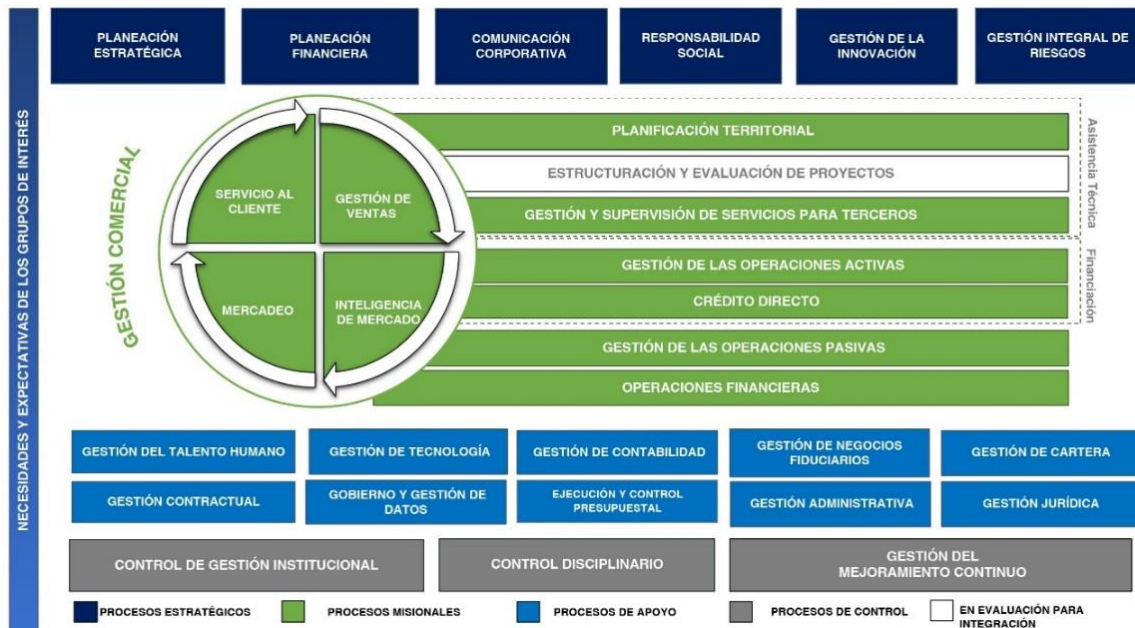 PLANEACIÓN
ESTRATÉGICA
PLANEACIÓN
FINANCIERA
COMUNICACIÓN
CORPORATIVA
RESPONSABILIDAD
SOCIAL
GESTIÓN DE LA
INNOVACIÓN
GESTIÓN INTEGRAL DE
RIESGOS
NECESIDADES Y EXPECTATIVAS DE LOS GRUPOS DE INTERÉS
GESTIÓN COMERCIAL
SERVICIO AL
CLIENTE
GESTIÓN DE
VENTAS
MERCADEO
INTELIGENCIA
DE MERCADO
PLANIFICACIÓN TERRITORIAL
ESTRUCTURACIÓN Y EVALUACIÓN DE PROYECTOS
GESTIÓN Y SUPERVISIÓN DE SERVICIOS PARA TERCEROS
Asistencia Técnica
GESTIÓN DE LAS OPERACIONES ACTIVAS
CRÉDITO DIRECTO
Financiación
GESTIÓN DE LAS OPERACIONES PASIVAS
OPERACIONES FINANCIERAS
GESTIÓN DEL TALENTO HUMANO
GESTIÓN DE TECNOLOGÍA
GESTIÓN DE CONTABILIDAD
GESTIÓN DE NEGOCIOS
FIDUCIARIOS
GESTIÓN DE CARTERA
GESTIÓN CONTRACTUAL
GOBIERNO Y GESTIÓN DE
DATOS
EJECUCIÓN Y CONTROL
PRESUPUESTAL
GESTIÓN ADMINISTRATIVA
GESTIÓN JURÍDICA
CONTROL DE GESTIÓN INSTITUCIONAL
CONTROL DISCIPLINARIO
GESTIÓN DEL
MEJORAMIENTO CONTINUO
PROCESOS ESTRATÉGICOS
PROCESOS MISIONALES
PROCESOS DE APOYO
PROCESOS DE CONTROL
EN EVALUACIÓN PARA
INTEGRACIÓN